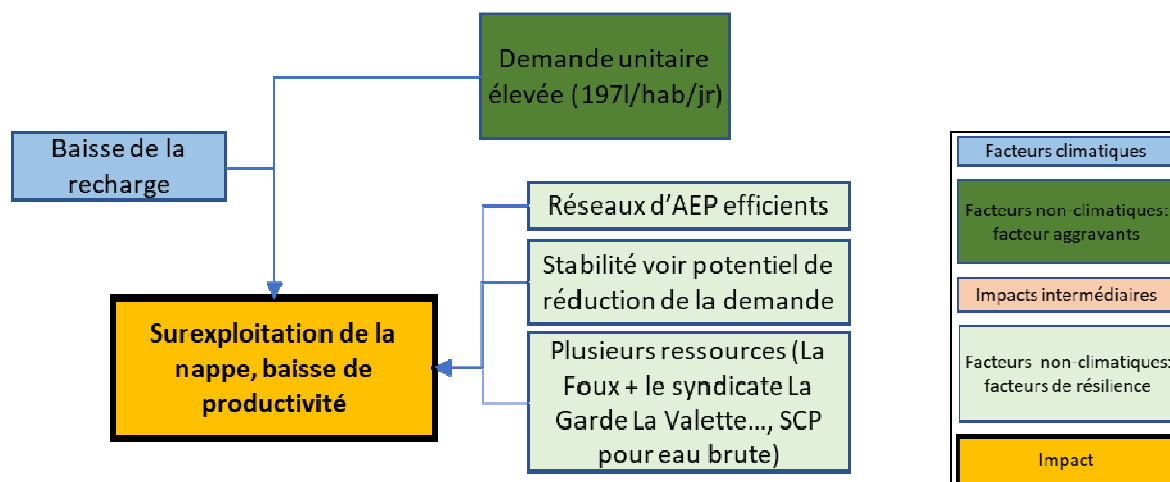 Demande unitaire
élevée (197l/hab/jr)
Baisse de la
recharge
Réseaux d'AEP efficients
Stabilité voir potentiel de
réduction de la demande
Surexploitation de la
nappe, baisse de
productivité
Plusieurs ressources (La
Foux + le syndicate La
Garde La Valette..., SCP
pour eau brute)
Facteurs climatiques
Facteurs non-climatiques:
facteur aggravants
Impacts intermédiaires
Facteurs non-climatiques:
facteurs de résilience
Impact